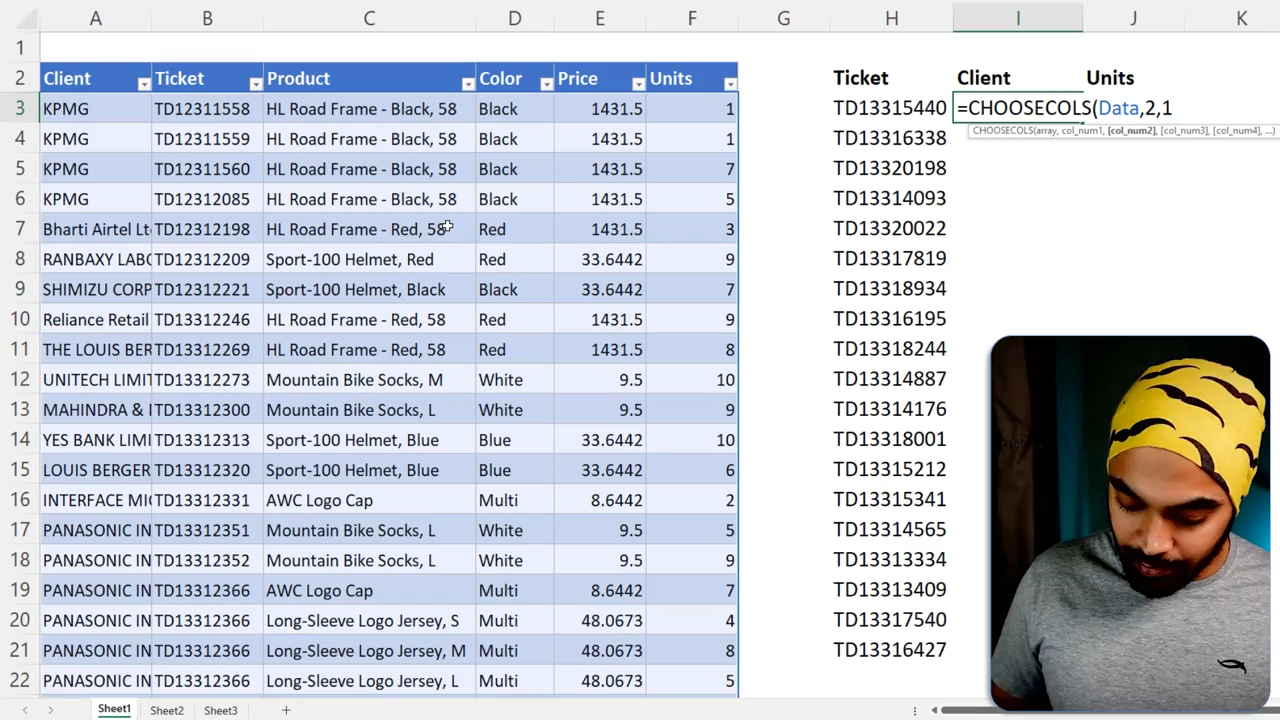 A B C D E F G H I J K
1
2 Client Ticket Product Color Price Units Ticket Client Units
3 KPMG TD12311558 HL Road Frame - Black, 58 Black 1431.5 1 TD13315440 =CHOOSECOLS(Data,2,1
CHOOSECOLS(array, col_num1, [col_num2], [col_num3], [col_num4], ...)
4 KPMG TD12311559 HL Road Frame - Black, 58 Black 1431.5 1 TD13316338
5 KPMG TD12311560 HL Road Frame - Black, 58 Black 1431.5 7 TD13320198
6 KPMG TD12312085 HL Road Frame - Black, 58 Black 1431.5 5 TD13314093
7 Bharti Airtel Lt TD12312198 HL Road Frame - Red, 58 Red 1431.5 3 TD13320022
8 RANBAXY LABO TD12312209 Sport-100 Helmet, Red Red 33.6442 9 TD13317819
9 SHIMIZU CORP TD12312221 Sport-100 Helmet, Black Black 33.6442 7 TD13318934
10 Reliance Retail TD13312246 HL Road Frame - Red, 58 Red 1431.5 9 TD13316195
11 THE LOUIS BER TD13312269 HL Road Frame - Red, 58 Red 1431.5 8 TD13318244
12 UNITECH LIMIT TD13312273 Mountain Bike Socks, M White 9.5 10 TD13314887
13 MAHINDRA & TD13312300 Mountain Bike Socks, L White 9.5 9 TD13314176
14 YES BANK LIMI TD13312313 Sport-100 Helmet, Blue Blue 33.6442 10 TD13318001
15 LOUIS BERGER TD13312320 Sport-100 Helmet, Blue Blue 33.6442 6 TD13315212
16 INTERFACE MI TD13312331 AWC Logo Cap Multi 8.6442 2 TD13315341
17 PANASONIC IN TD13312351 Mountain Bike Socks, L White 9.5 5 TD13314565
18 PANASONIC IN TD13312352 Mountain Bike Socks, L White 9.5 9 TD13313334
19 PANASONIC IN TD13312366 AWC Logo Cap Multi 8.6442 7 TD13313409
20 PANASONIC IN TD13312366 Long-Sleeve Logo Jersey, S Multi 48.0673 4 TD13317540
21 PANASONIC IN TD13312366 Long-Sleeve Logo Jersey, M Multi 48.0673 8 TD13316427
22 PANASONIC IN TD13312366 Long-Sleeve Logo Jersey, L Multi 48.0673 5
Sheet1 Sheet2 Sheet3